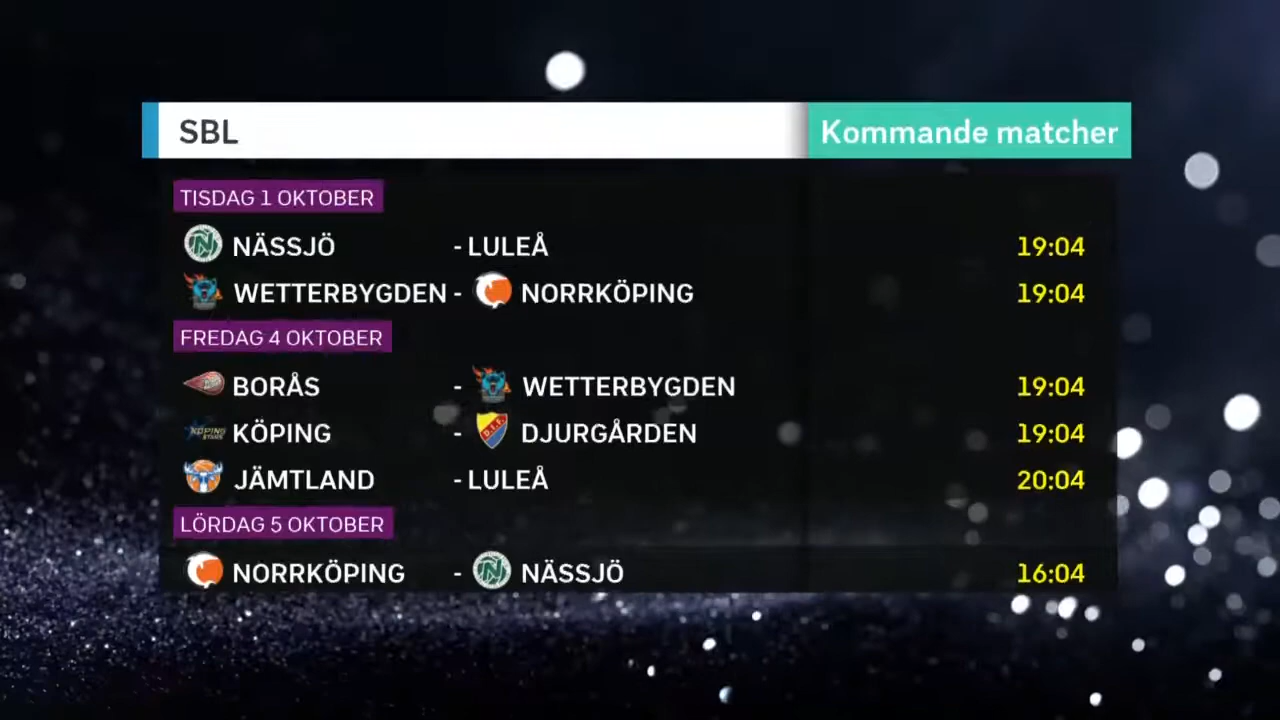 SBL Kommande matcher
TISDAG 1 OKTOBER
NÄSSJÖ - LULEÅ 19:04
WETTERBYGDEN - NORRKÖPING 19:04
FREDAG 4 OKTOBER
BORÅS - WETTERBYGDEN 19:04
KÖPING - D.I.F. DJURGÅRDEN 19:04
JÄMTLAND - LULEÅ 20:04
LÖRDAG 5 OKTOBER
NORRKÖPING - NÄSSJÖ 16:04